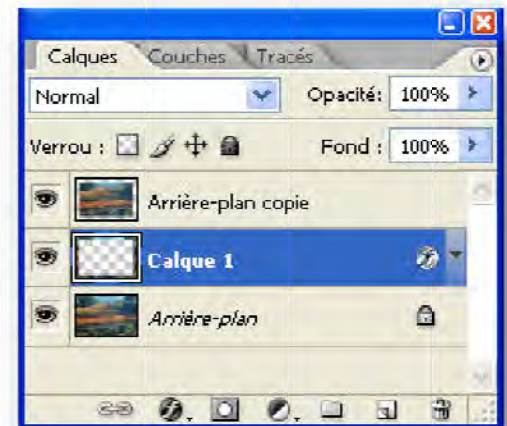 Calques Couches Tracés
Normal Opacité: 100%
Verrou : Fond : 100%
Arrière-plan copie
Calque 1
Arrière-plan